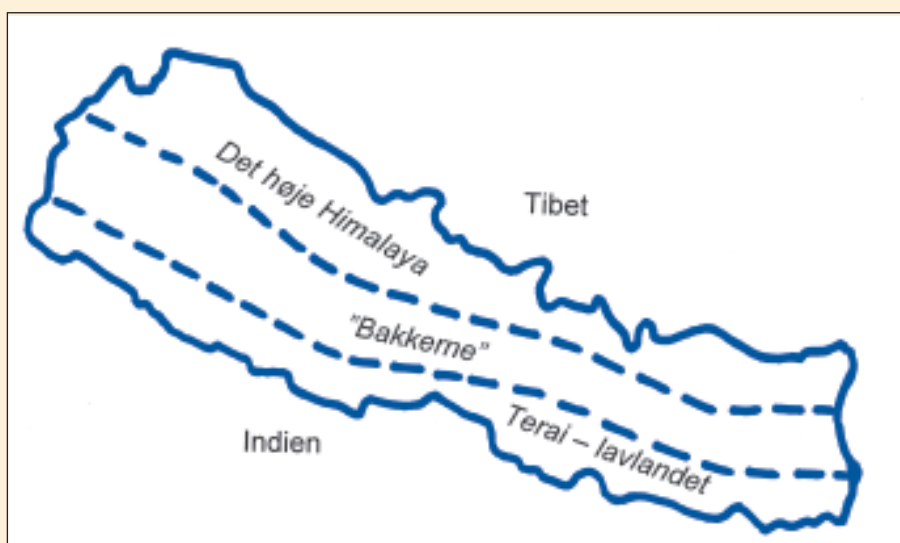 Det høje Himalaya
Tibet
"Bakkerne"
Terai – lavlandet
Indien